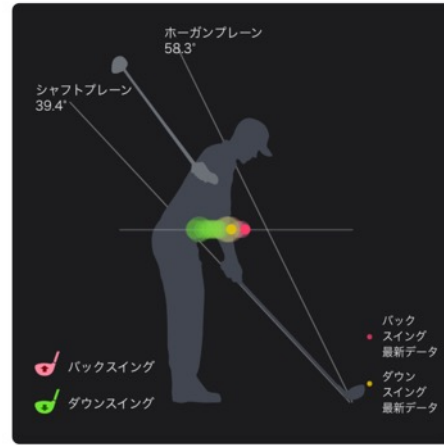 ホーガンプレーン
58.3°
シャフトプレーン
39.4°
バックスイング
ダウンスイング
バック
スイング
最新データ
ダウン
スイング
最新データ